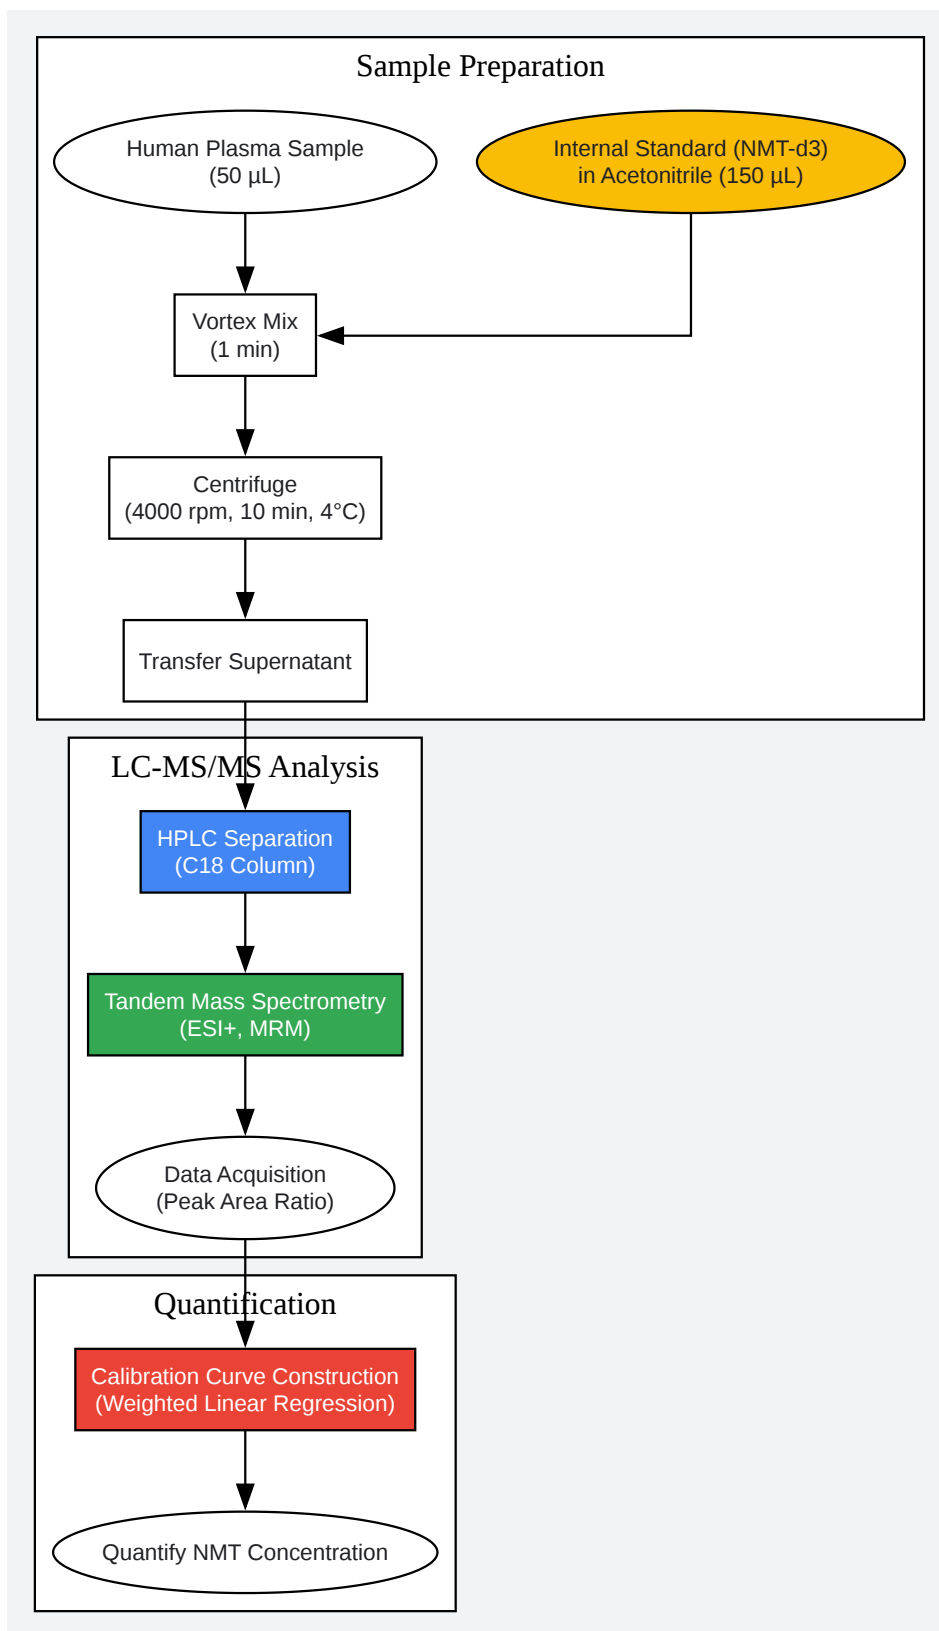 Sample Preparation
Human Plasma Sample
(50 µL)
Internal Standard (NMT-d3)
in Acetonitrile (150 µL)
Vortex Mix
(1 min)
Centrifuge
(4000 rpm, 10 min, 4°C)
Transfer Supernatant
LC-MS/MS Analysis
HPLC Separation
(C18 Column)
Tandem Mass Spectrometry
(ESI+, MRM)
Data Acquisition
(Peak Area Ratio)
Quantification
Calibration Curve Construction
(Weighted Linear Regression)
Quantify NMT Concentration